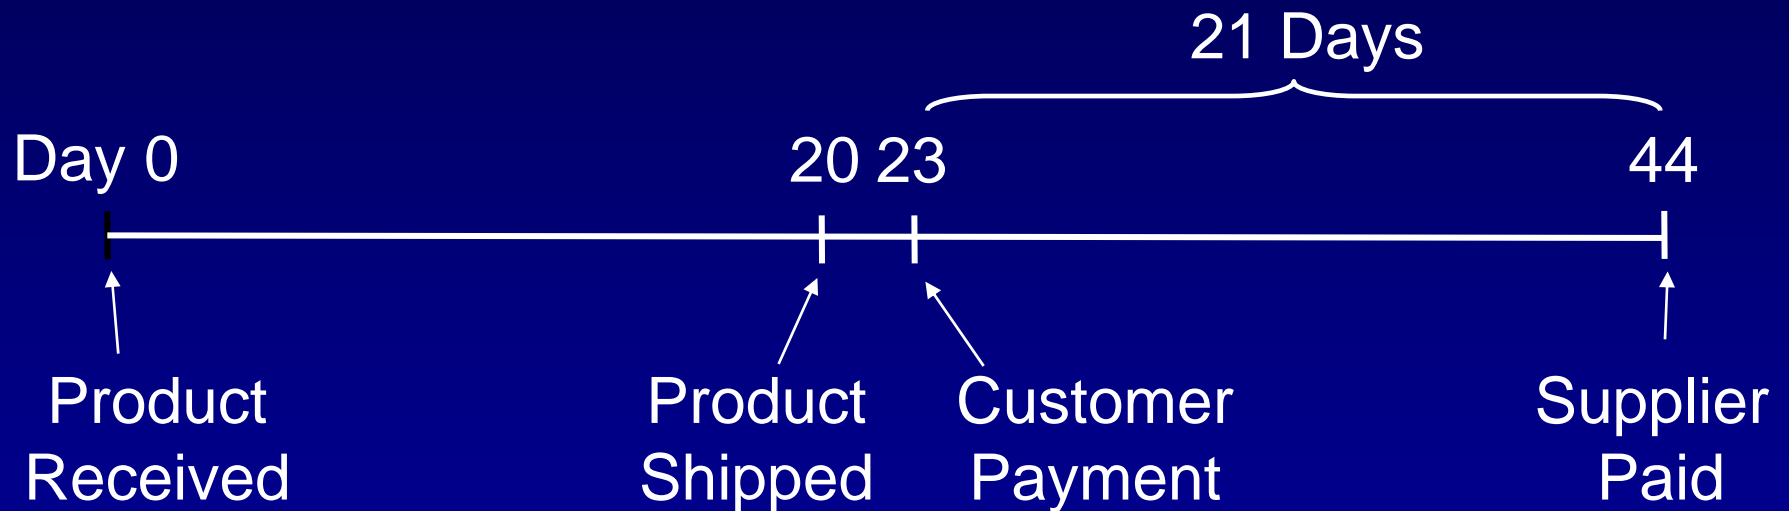 21 Days
Day 0
20
23
44
Product
Received
Product
Shipped
Customer
Payment
Supplier
Paid